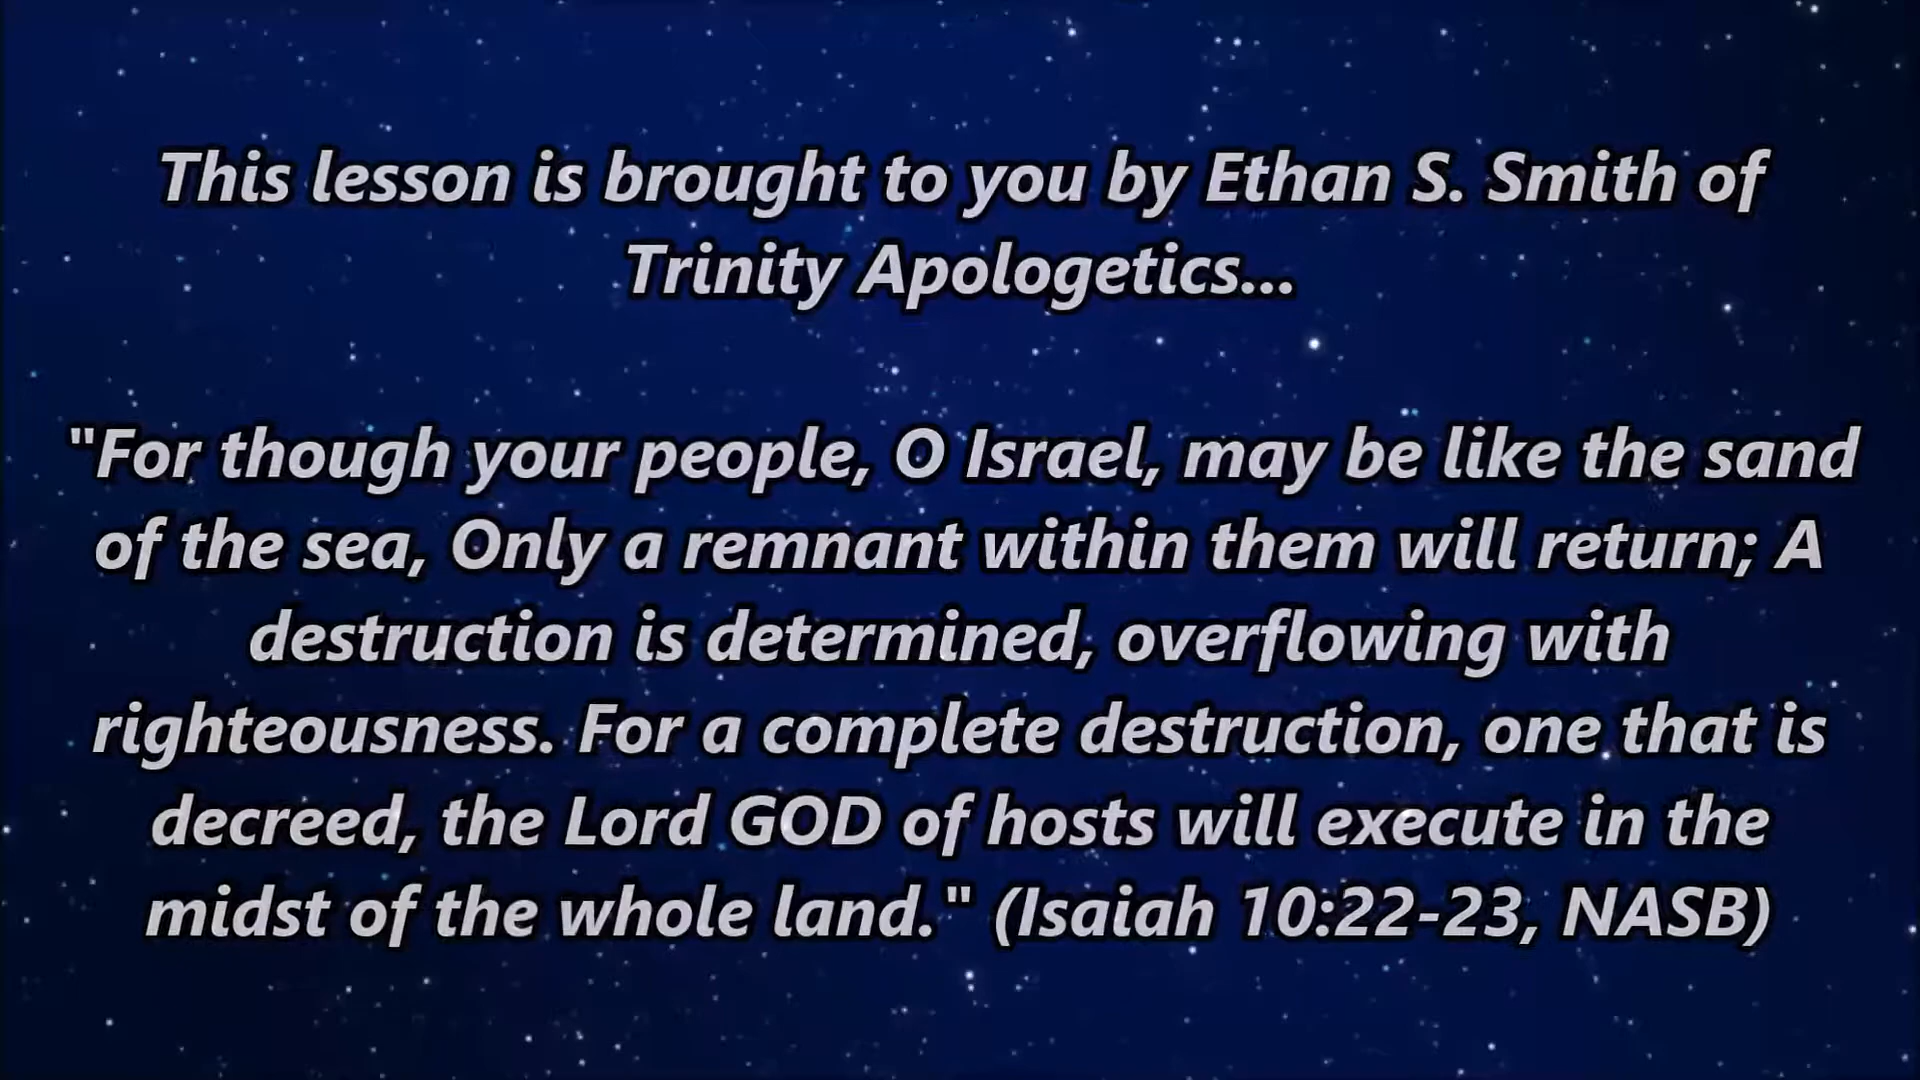 This lesson is brought to you by Ethan S. Smith of
Trinity Apologetics...
"For though your people, O Israel, may be like the sand
of the sea, Only a remnant within them will return; A
destruction is determined, overflowing with
righteousness. For a complete destruction, one that is
decreed, the Lord GOD of hosts will execute in the
midst of the whole land." (Isaiah 10:22-23, NASB)